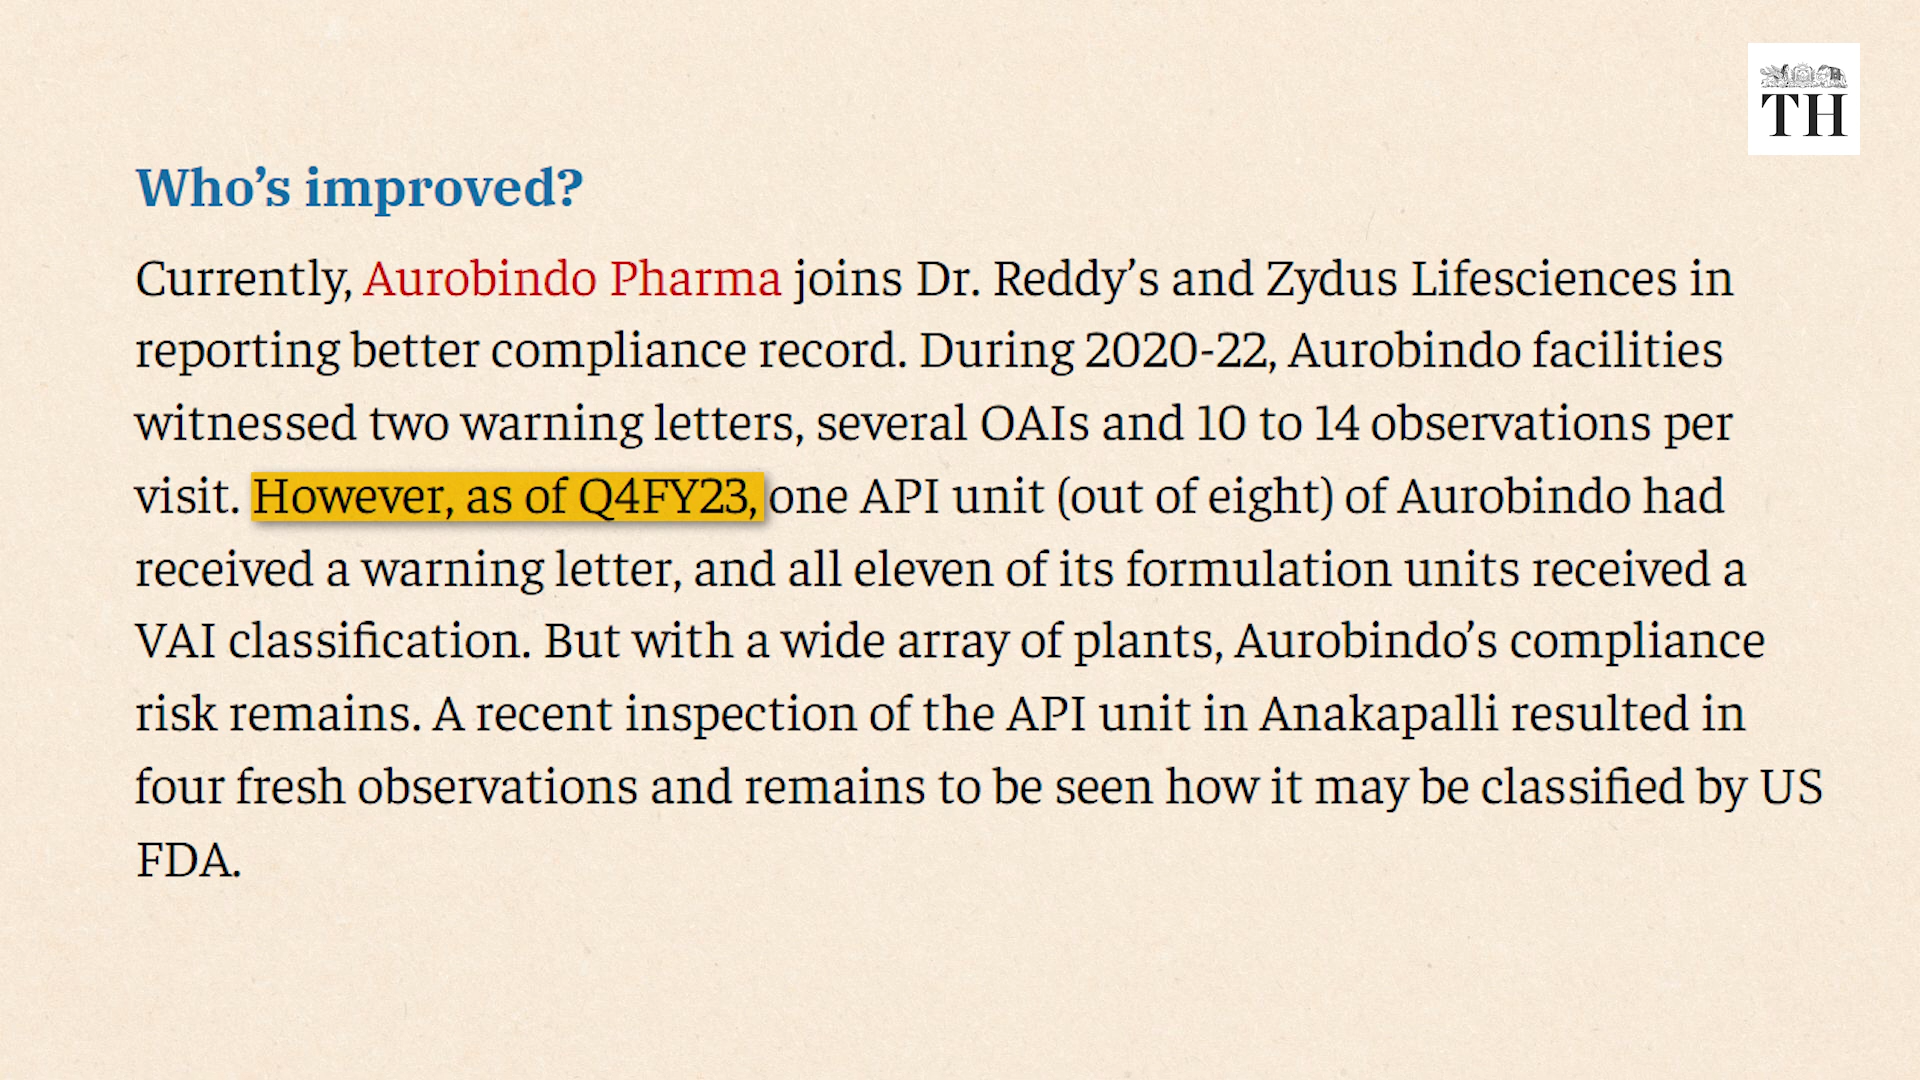 TH
Who’s improved?
Currently, Aurobindo Pharma joins Dr. Reddy’s and Zydus Lifesciences in
reporting better compliance record. During 2020-22, Aurobindo facilities
witnessed two warning letters, several OAIs and 10 to 14 observations per
visit. However, as of Q4FY23, one API unit (out of eight) of Aurobindo had
received a warning letter, and all eleven of its formulation units received a
VAI classification. But with a wide array of plants, Aurobindo’s compliance
risk remains. A recent inspection of the API unit in Anakapalli resulted in
four fresh observations and remains to be seen how it may be classified by US
FDA.